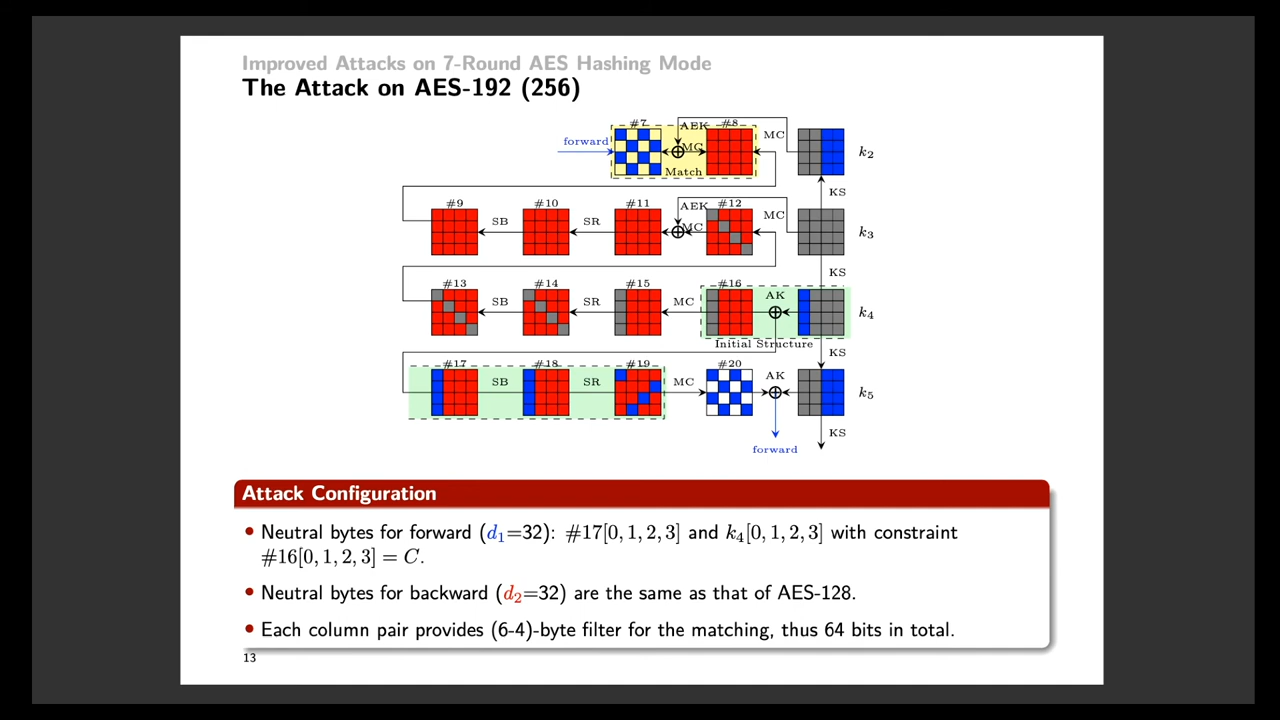 Improved Attacks on 7-Round AES Hashing Mode
The Attack on AES-192 (256)
#7 AEK #8 MC
forward MC k₂
Match
KS
#9 #10 #11 AEK #12 MC
SB SR MC k₃
KS
#13 #14 #15 #16 AK
SB SR MC k₄
Initial Structure
KS
#17 #18 #19 #20 AK
SB SR MC k₅
KS
forward
Attack Configuration
• Neutral bytes for forward (d₁=32): #17[0, 1, 2, 3] and k₄[0, 1, 2, 3] with constraint
#16[0, 1, 2, 3] = C.
• Neutral bytes for backward (d₂=32) are the same as that of AES-128.
• Each column pair provides (6-4)-byte filter for the matching, thus 64 bits in total.
13